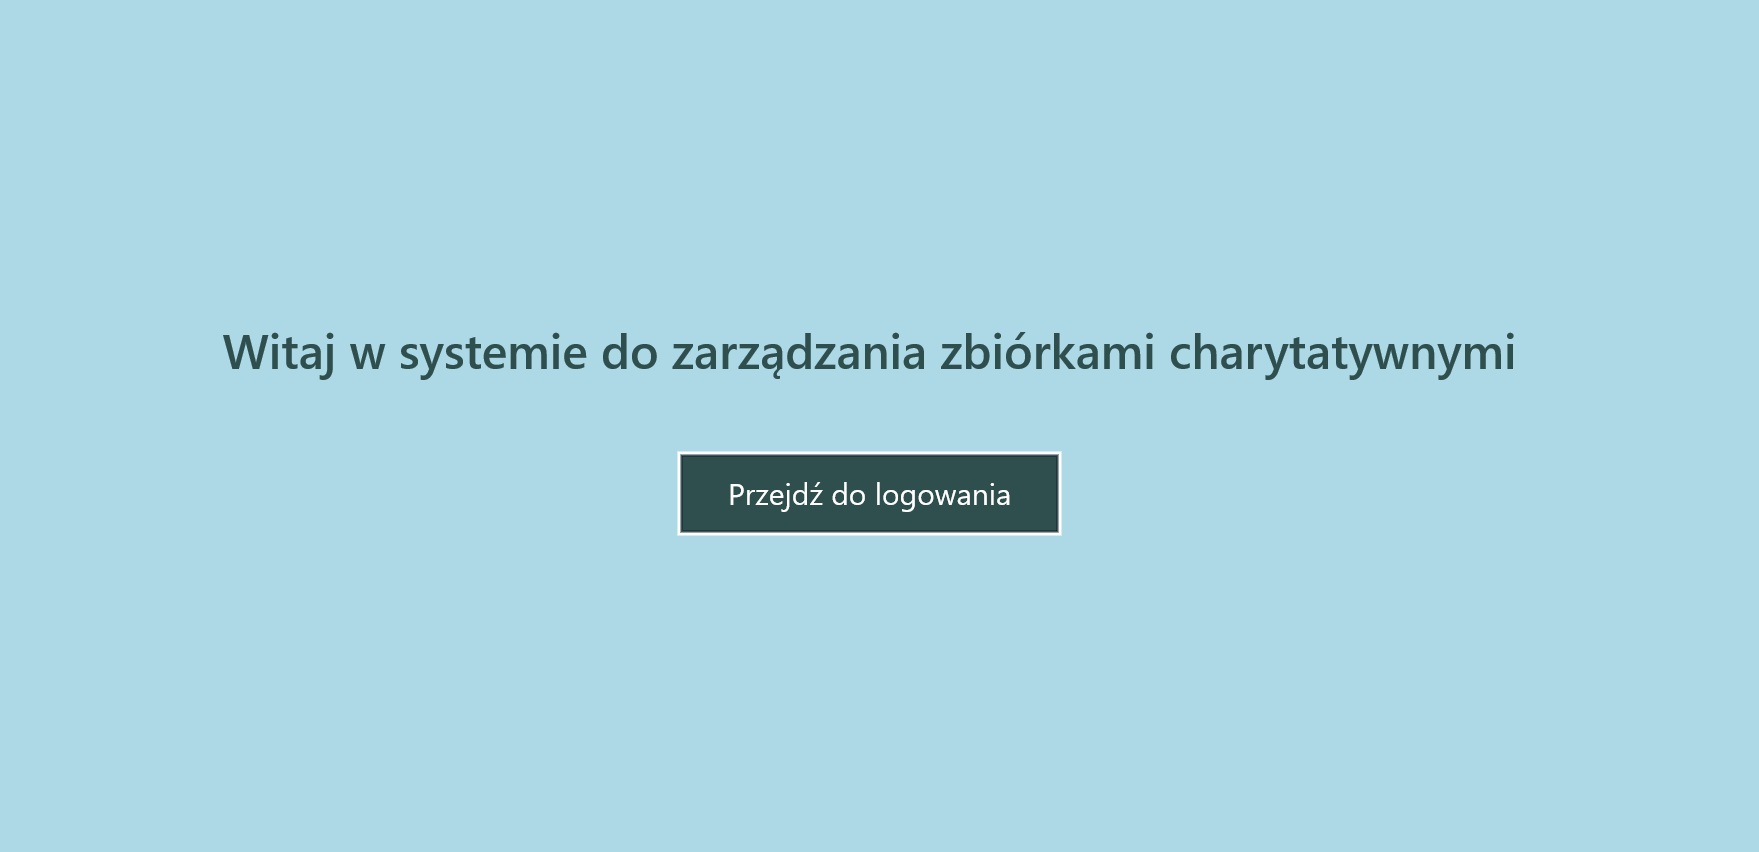 Witaj w systemie do zarządzania zbiórkami charytatywnymi
Przejdź do logowania